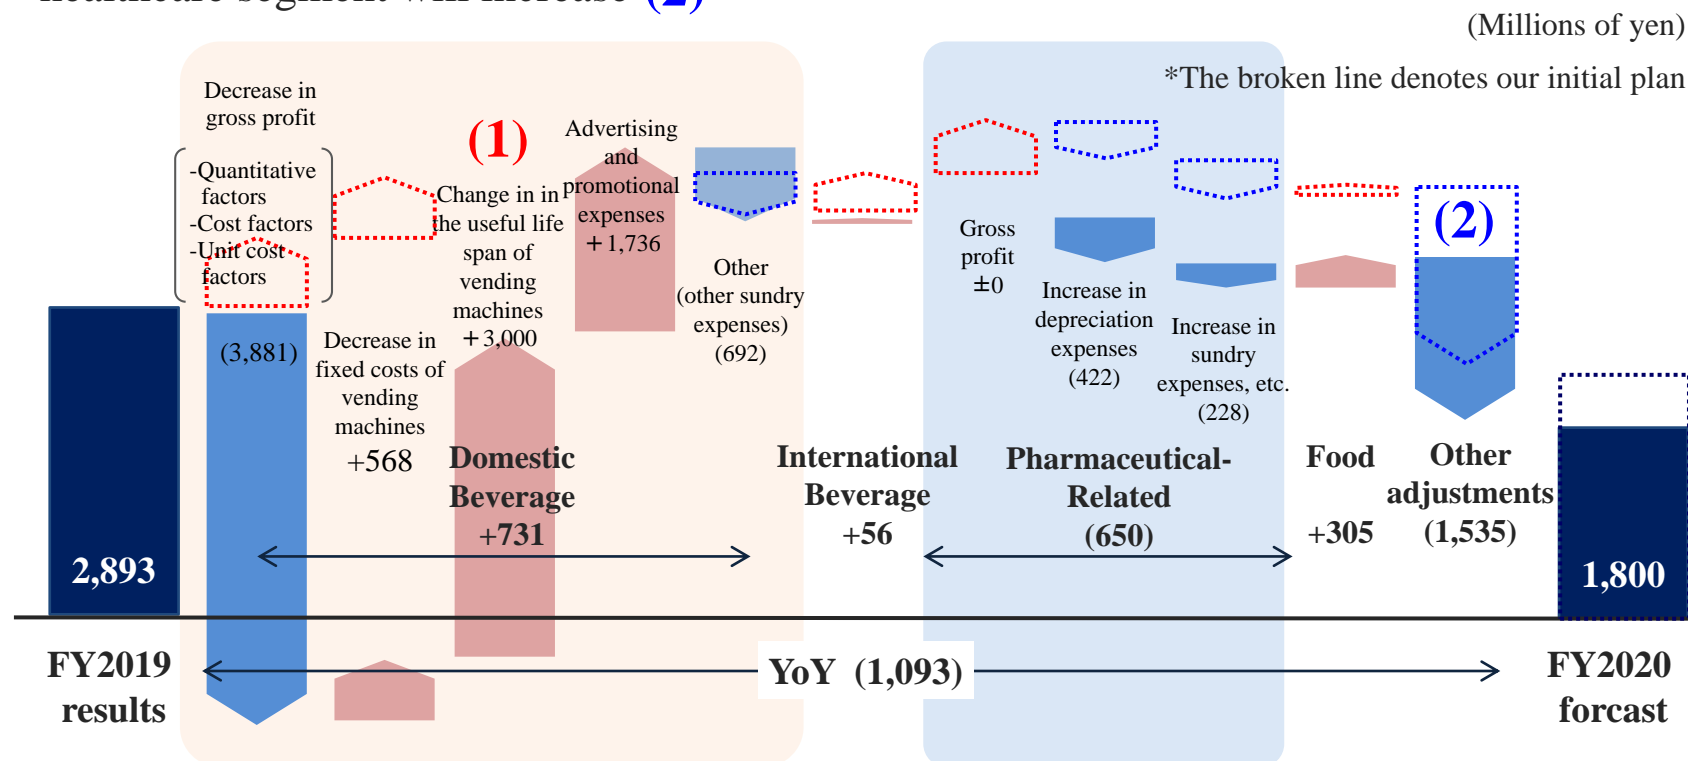 healthcare segment will increase (2)
(Millions of yen)
*The broken line denotes our initial plan
Decrease in
gross profit
-Quantitative
factors
-Cost factors
-Unit cost
factors
(3,881)
Decrease in
fixed costs of
vending
machines
+568
(1)
Change in in
the useful life
span of
vending
machines
+3,000
Advertising
and
promotional
expenses
+1,736
Other
(other sundry
expenses)
(692)
Domestic
Beverage
+731
International
Beverage
+56
Gross
profit
±0
Increase in
depreciation
expenses
(422)
Increase in
sundry
expenses, etc.
(228)
Pharmaceutical-
Related
(650)
Food
+305
(2)
Other
adjustments
(1,535)
2,893
1,800
FY2019
results
YoY (1,093)
FY2020
forcast